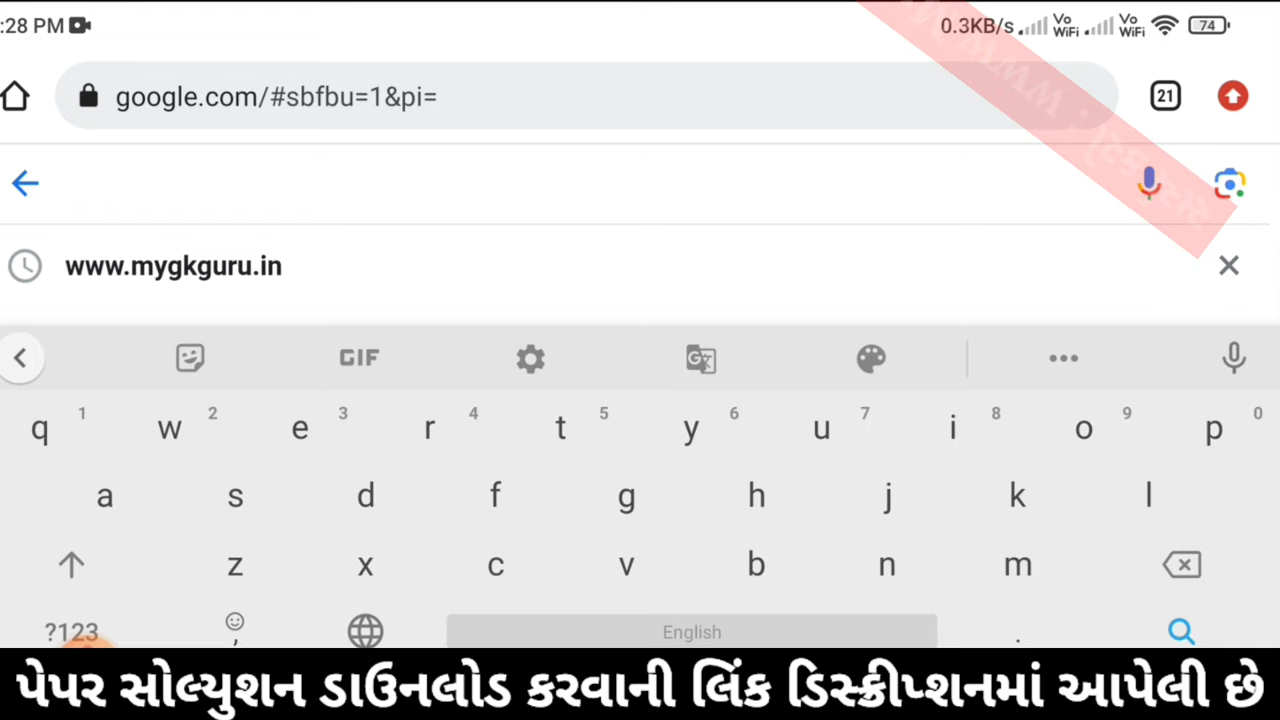 :28 PM 0.3KB/s Vo WiFi Vo WiFi 74
google.com/#sbfbu=1&pi= 21
www.mygkguru.in
GIF
q 1 w 2 e 3 r 4 t 5 y 6 u 7 i 8 o 9 p 0
a s d f g h j k l
z x c v b n m
?123 , English .
પેપર સોલ્યુશન ડાઉનલોડ કરવાની લિંક ડિસ્ક્રીપ્શનમાં આપેલી છે